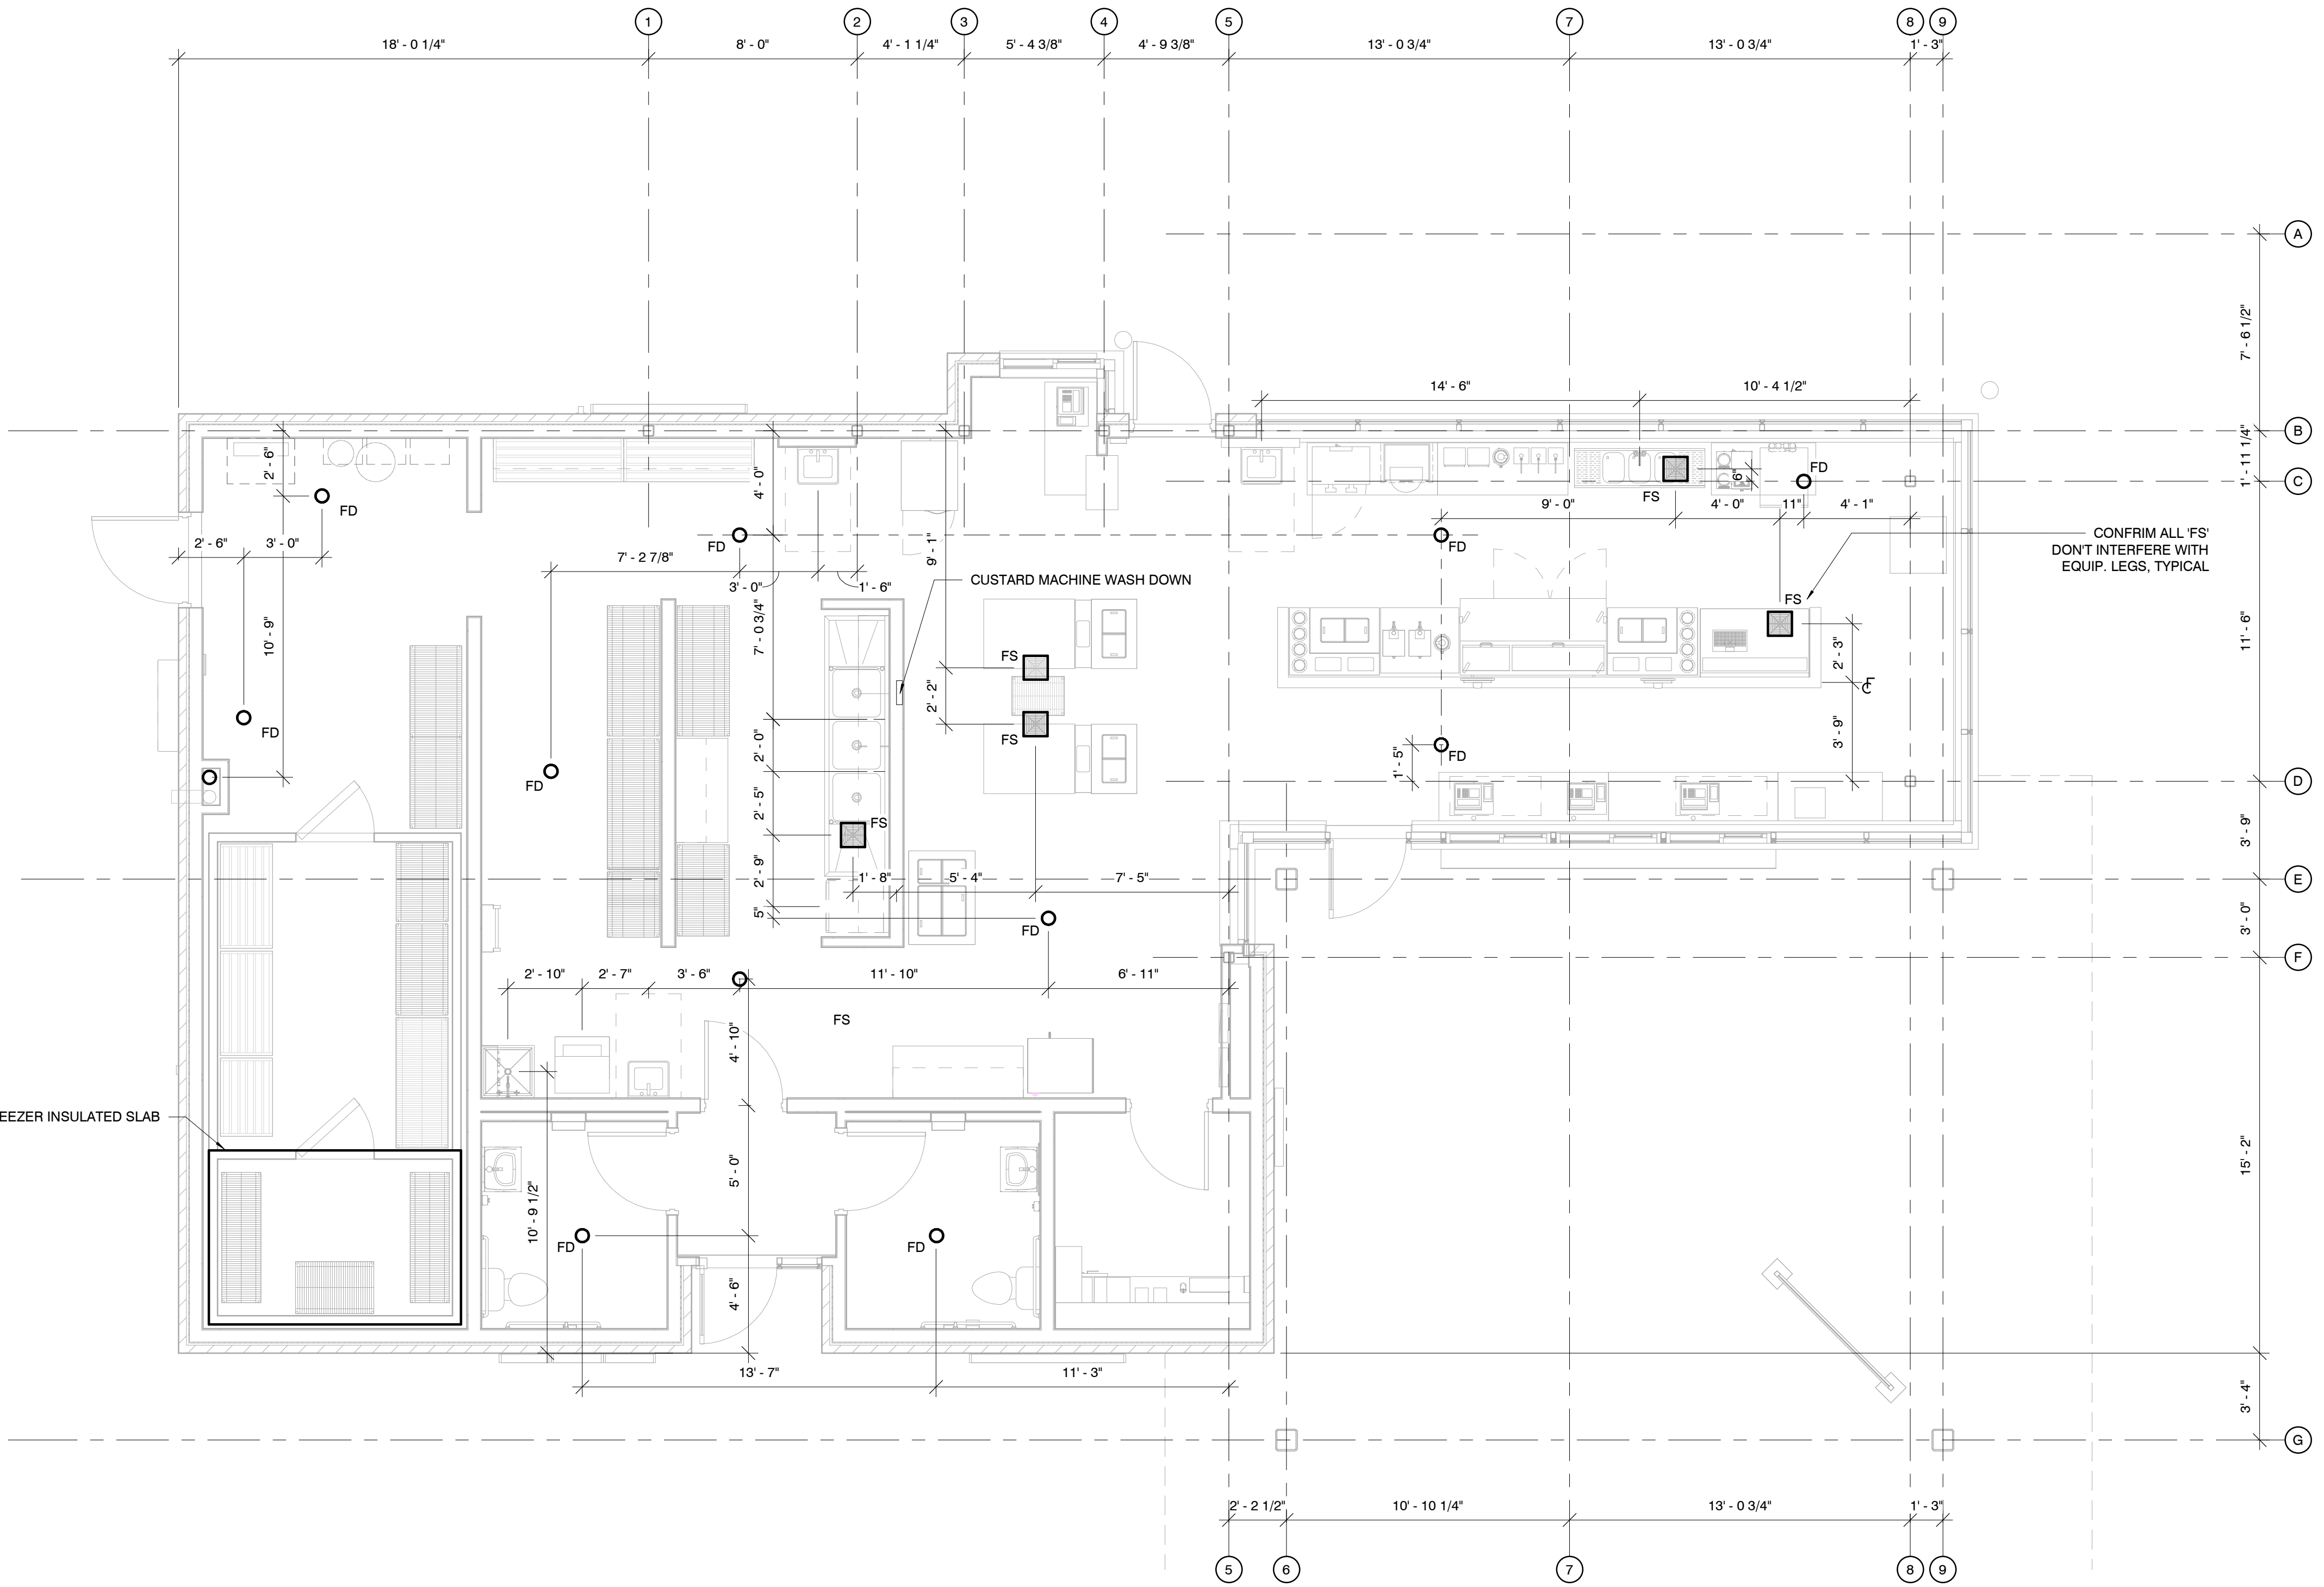 1 2 3 4 5 7 8 9
18' - 0 1/4" 8' - 0" 4' - 1 1/4" 5' - 4 3/8" 4' - 9 3/8" 13' - 0 3/4" 13' - 0 3/4" 1' - 3"
A
7' - 6 1/2"
14' - 6" 10' - 4 1/2"
B
1' - 11 1/4"
2' - 6"
4' - 0"
6"
FD
C
FS
FD
9' - 0" 4' - 0" 11" 4' - 1"
2' - 6" 3' - 0"
FD
FD
9' - 1"
7' - 2 7/8"
3' - 0" 1' - 6"
CONFRIM ALL 'FS'
DON'T INTERFERE WITH
EQUIP. LEGS, TYPICAL
CUSTARD MACHINE WASH DOWN
FS
10' - 9"
7' - 0 3/4"
11' - 6"
FS
2' - 2"
2' - 3"
FD
FS
2' - 0"
3' - 9"
FD
1' - 5"
FD
D
2' - 5"
FS
3' - 9"
2' - 9"
1' - 8" 5' - 4" 7' - 5"
E
5"
FD
3' - 0"
F
2' - 10" 2' - 7" 3' - 6" 11' - 10" 6' - 11"
FS
4' - 10"
EEZER INSULATED SLAB
5' - 0"
10' - 9 1/2"
15' - 2"
FD
FD
4' - 6"
13' - 7" 11' - 3"
3' - 4"
G
2' - 2 1/2" 10' - 10 1/4" 13' - 0 3/4" 1' - 3"
5 6 7 8 9